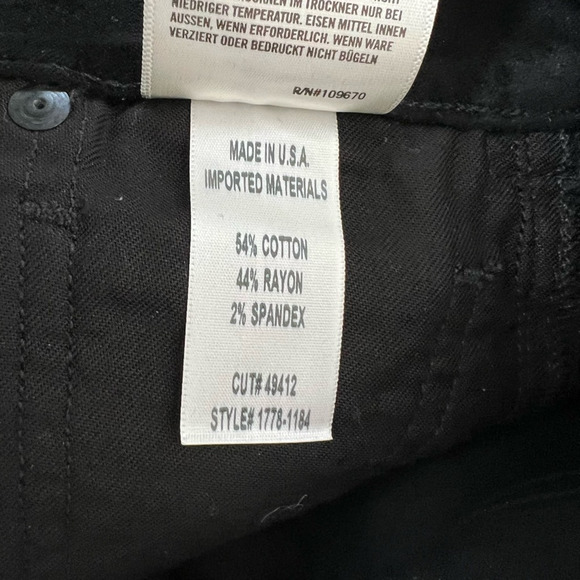 NIEDRIGER TEMPERATUR. EISEN MITTEL INNEN
AUSSEN, WENN ERFORDERLICH. WENN WARE
VERZIERT ODER BEDRUCKT NICHT BÜGELN
R/N#109670
MADE IN U.S.A.
IMPORTED MATERIALS
54% COTTON
44% RAYON
2% SPANDEX
CUT# 49412
STYLE# 1778-1184